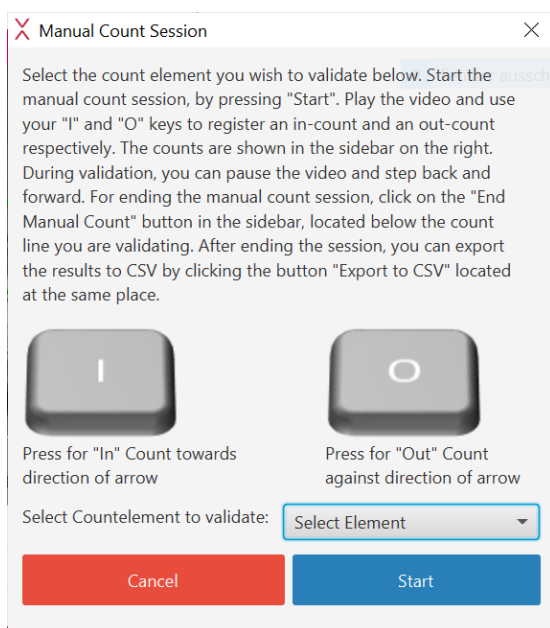 Manual Count Session
Select the count element you wish to validate below. Start the
manual count session, by pressing "Start". Play the video and use
your "I" and "O" keys to register an in-count and an out-count
respectively. The counts are shown in the sidebar on the right.
During validation, you can pause the video and step back and
forward. For ending the manual count session, click on the "End
Manual Count" button in the sidebar, located below the count
line you are validating. After ending the session, you can export
the results to CSV by clicking the button "Export to CSV" located
at the same place.
I
O
Press for "In" Count towards
direction of arrow
Press for "Out" Count
against direction of arrow
Select Countelement to validate:
Select Element
Cancel
Start